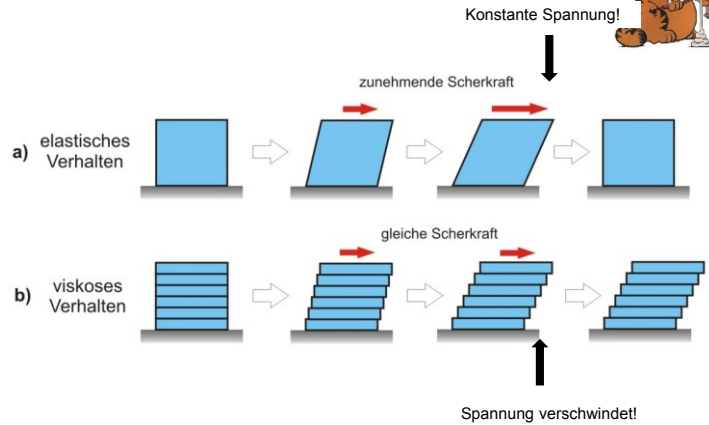 Konstante Spannung!
zunehmende Scherkraft
a) elastisches
Verhalten
gleiche Scherkraft
b) viskoses
Verhalten
Spannung verschwindet!